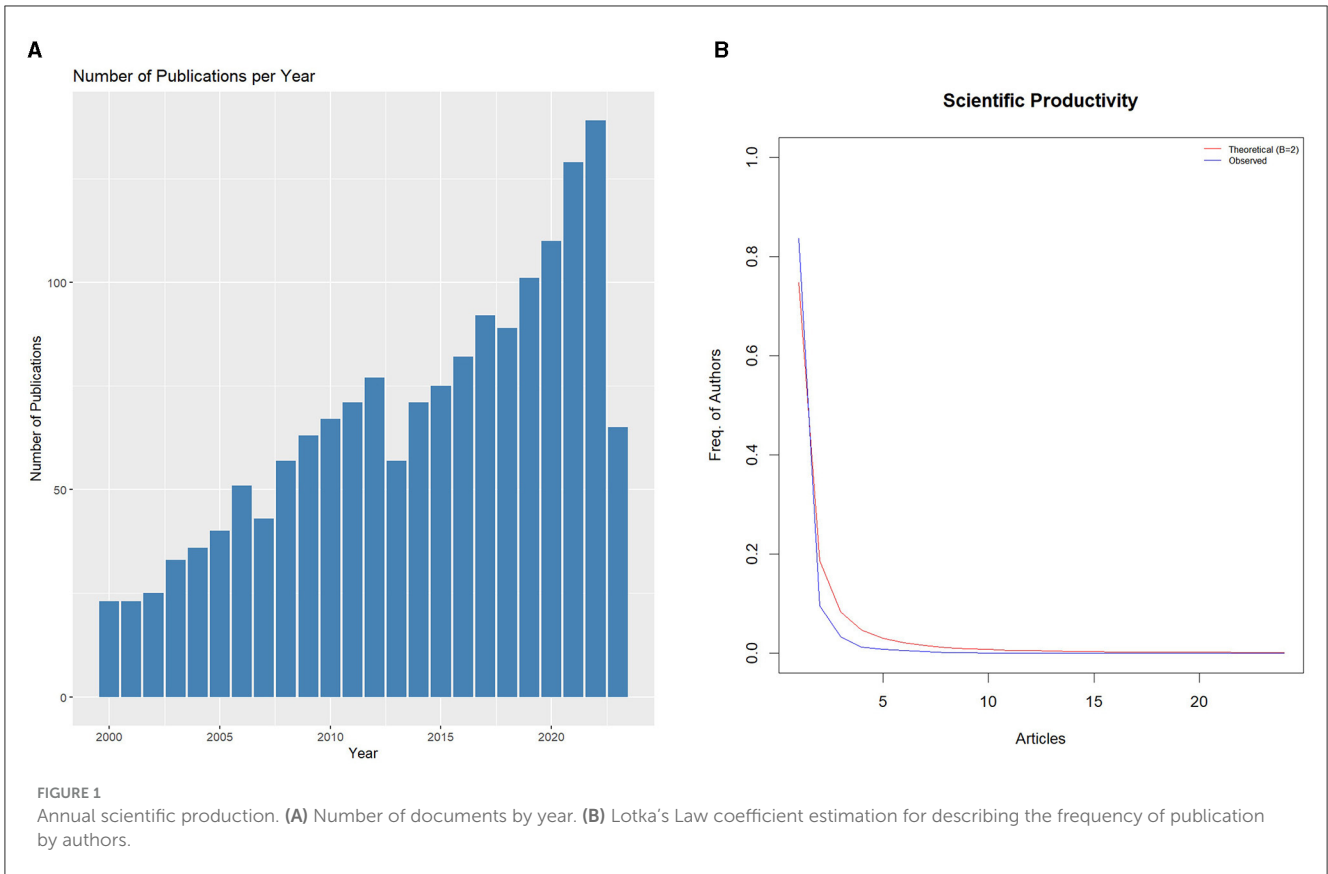 A
Number of Publications per Year
100
50
0
2000
2005
2010
2015
2020
Number of Publications
Year
B
Scientific Productivity
Theoretical (B=2)
Observed
1.0
0.8
0.6
0.4
0.2
0.0
5
10
15
20
Freq. of Authors
Articles
FIGURE 1
Annual scientific production. (A) Number of documents by year. (B) Lotka's Law coefficient estimation for describing the frequency of publication
by authors.